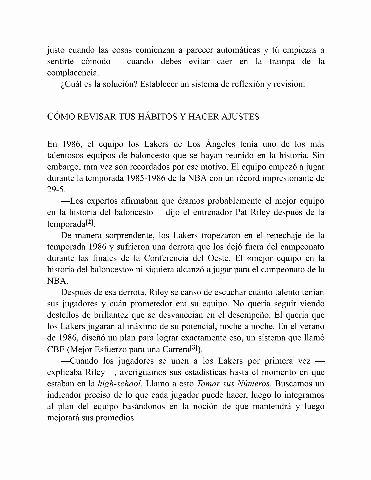 justo cuando las cosas comienzan a parecer automáticas y tú empiezas a
sentirte cómodo— cuando debes evitar caer en la trampa de la
complacencia.
¿Cuál es la solución? Establecer un sistema de reflexión y revisión.
CÓMO REVISAR TUS HÁBITOS Y HACER AJUSTES
En 1986, el equipo los Lakers de Los Ángeles tenía uno de los más
talentosos equipos de baloncesto que se hayan reunido en la historia. Sin
embargo, rara vez son recordados por ese motivo. El equipo empezó a jugar
durante la temporada 1985-1986 de la NBA con un récord impresionante de
29-5.
—Los expertos afirmaban que éramos probablemente el mejor equipo
en la historia del baloncesto —dijo el entrenador Pat Riley después de la
temporada[2].
De manera sorprendente, los Lakers tropezaron en el repechaje de la
temporada 1986 y sufrieron una derrota que los dejó fuera del campeonato
durante las finales de la Conferencia del Oeste. El «mejor equipo en la
historia del baloncesto» ni siquiera alcanzó a jugar para el campeonato de la
NBA.
Después de esa derrota, Riley se cansó de escuchar cuánto talento tenían
sus jugadores y cuán prometedor era su equipo. No quería seguir viendo
destellos de brillantez que se desvanecían en el desempeño. Él quería que
los Lakers jugaran al máximo de su potencial, noche a noche. En el verano
de 1986, diseñó un plan para lograr exactamente eso, un sistema que llamó
CBE (Mejor Esfuerzo para una Carrera[3]).
—Cuando los jugadores se unen a los Lakers por primera vez —
explicaba Riley—, averiguamos sus estadísticas hasta el momento en que
estaban en la high-school. Llamo a esto Tomar sus Números. Buscamos un
indicador preciso de lo que cada jugador puede hacer, luego lo integramos
al plan del equipo basándonos en la noción de que mantendrá y luego
mejorará sus promedios.